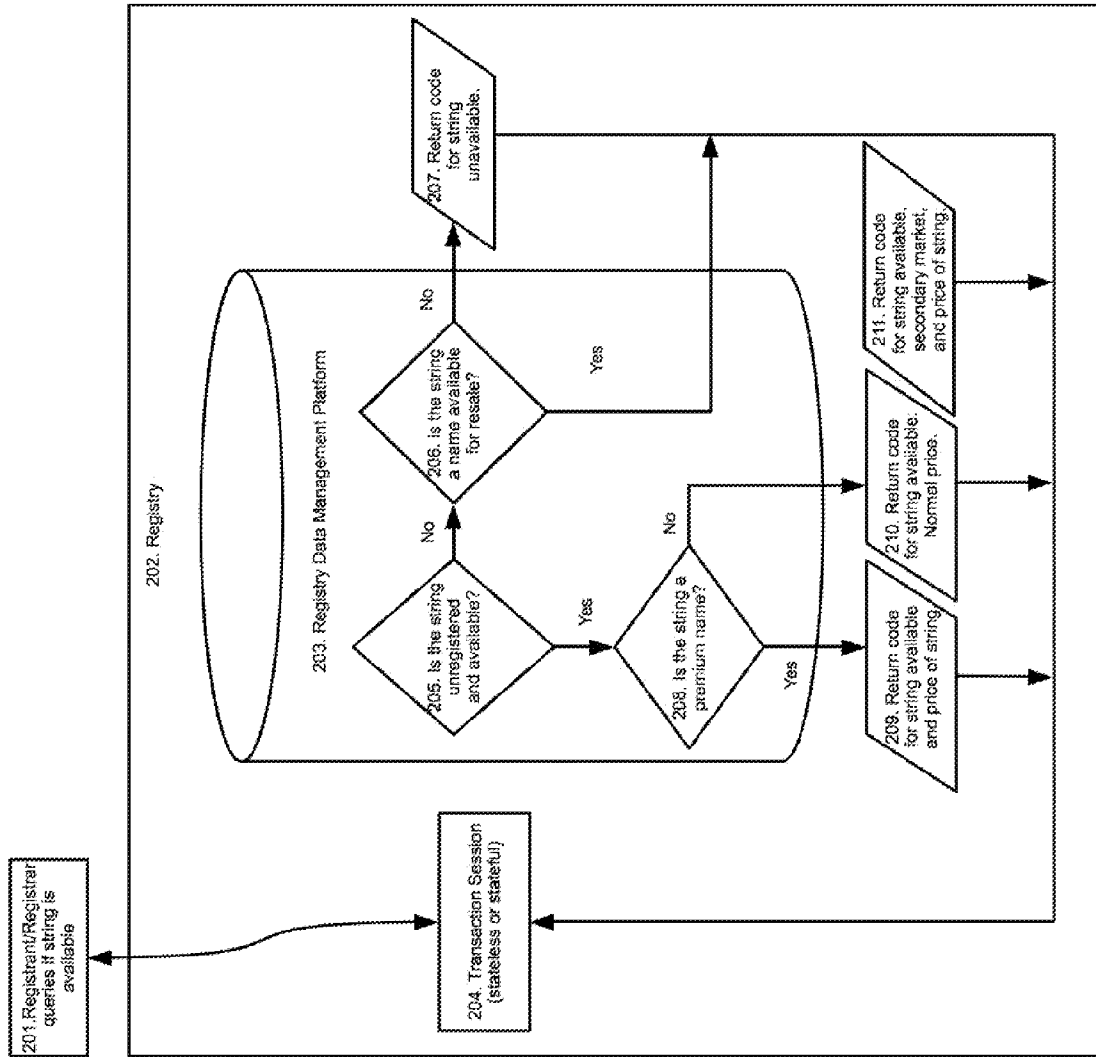 201.Registrant/Registrar
queries if string is
available
202. Registry
203. Registry Data Management Platform
204. Transaction Session
(stateless or stateful)
205. Is the string
unregistered
and available?
No
Yes
206. Is the string
a name available
for resale?
No
Yes
207. Return code
for string
unavailable.
208. Is the string a
premium name?
No
Yes
209. Return code
for string available
and price of string.
210. Return code
for string available.
Normal price.
211. Return code
for string available,
secondary market,
and price of string.